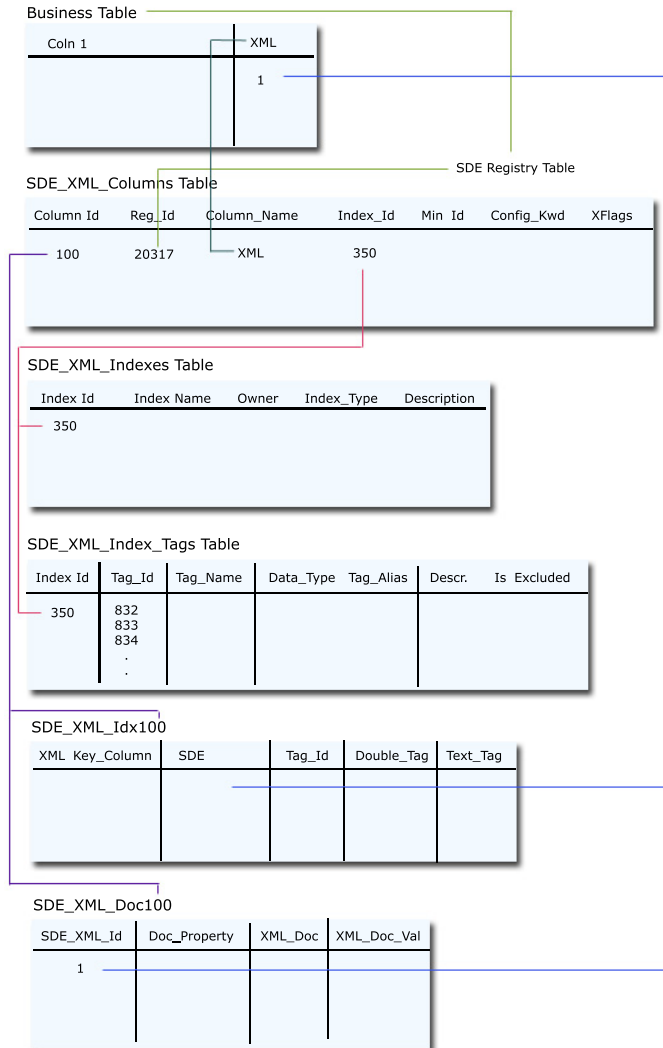 Business Table
Coln 1 XML
1
SDE Registry Table
SDE_XML_Columns Table
Column Id Reg_Id Column_Name Index_Id Min Id Config_Kwd XFlags
100 20317 XML 350
SDE_XML_Indexes Table
Index Id Index Name Owner Index_Type Description
350
SDE_XML_Index_Tags Table
Index Id Tag_Id Tag_Name Data_Type Tag_Alias Descr. Is Excluded
350 832
833
834
.
.
SDE_XML_Idx100
XML Key_Column SDE Tag_Id Double_Tag Text_Tag
SDE_XML_Doc100
SDE_XML_Id Doc_Property XML_Doc XML_Doc_Val
1